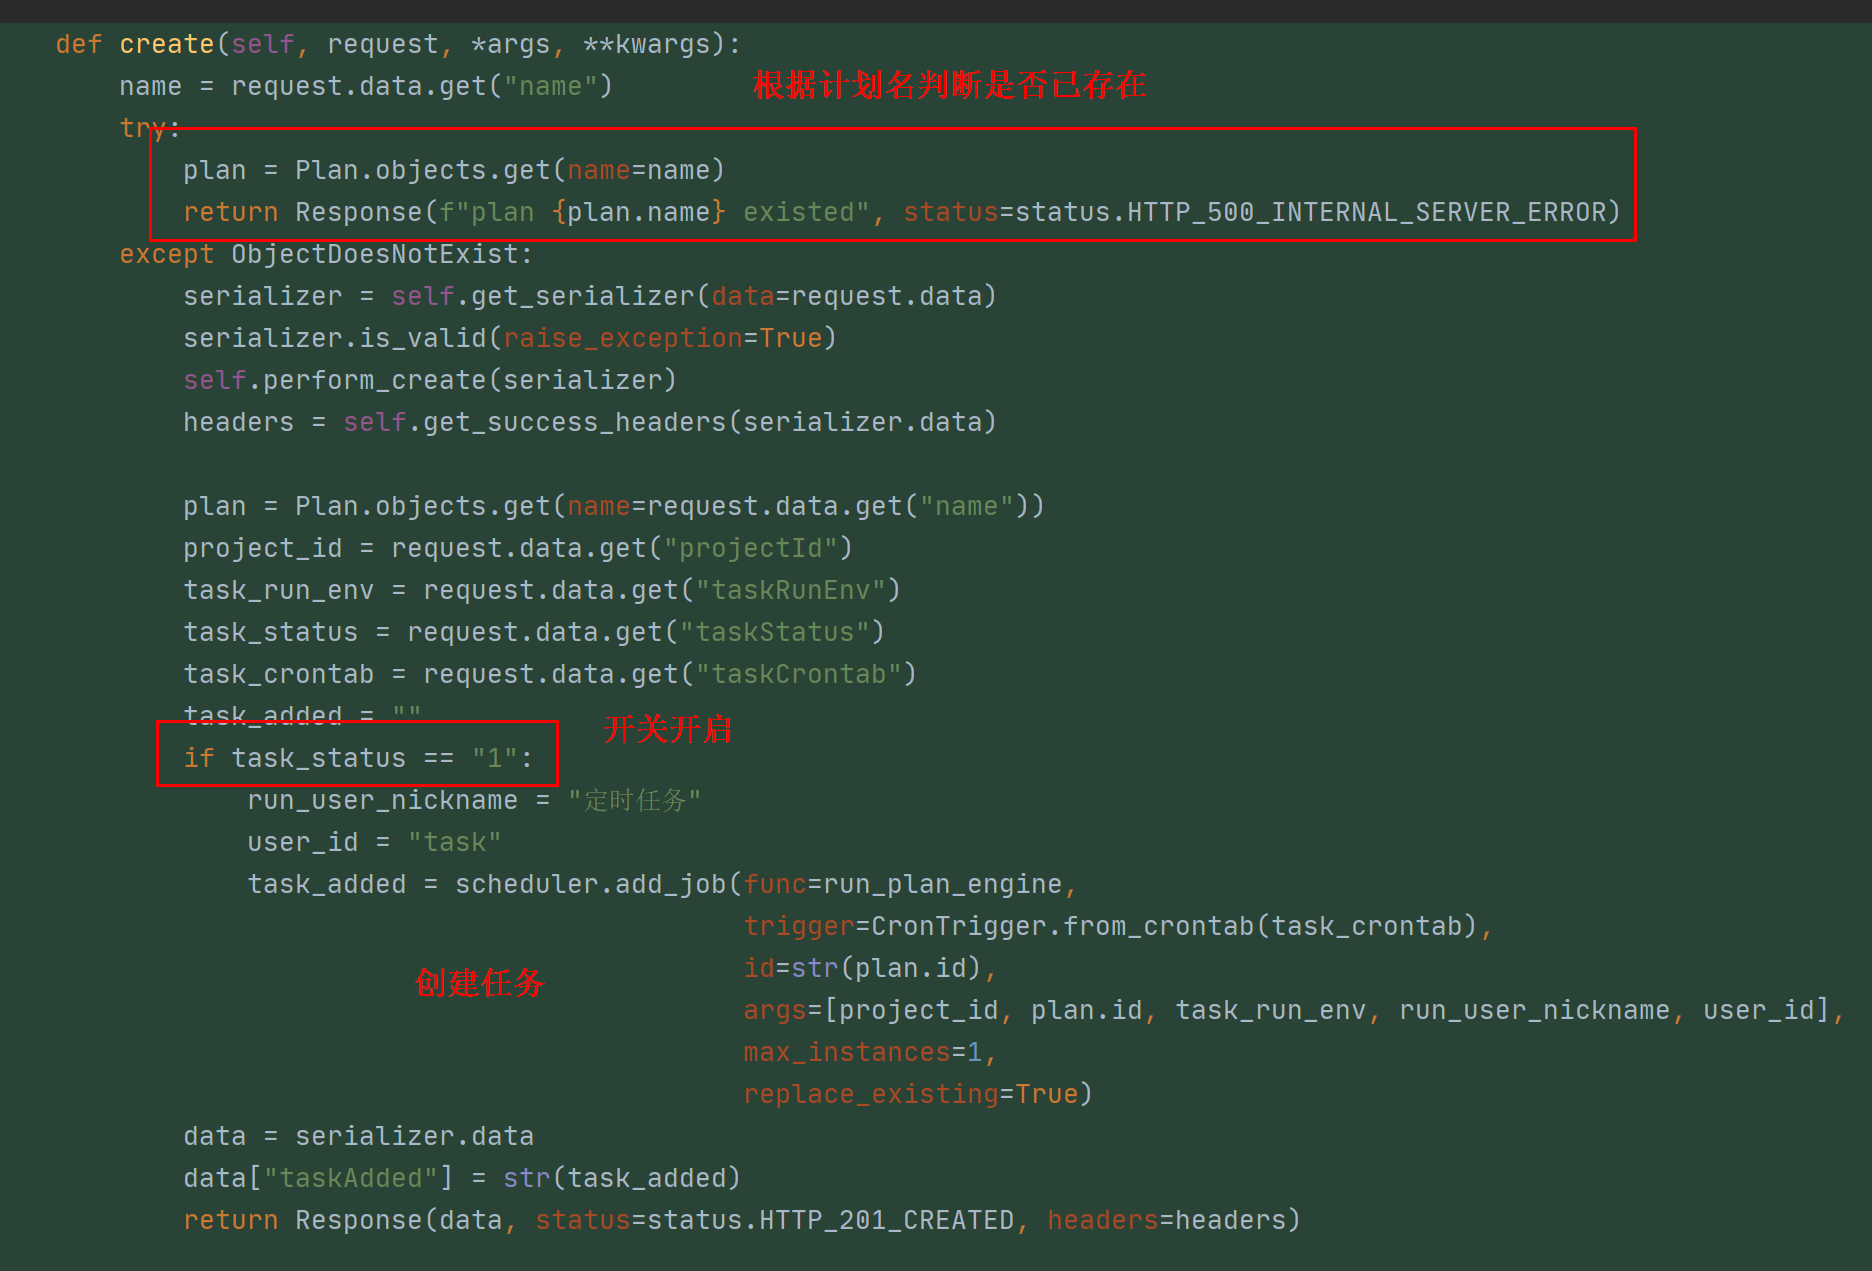 def create(self, request, *args, **kwargs):
name = request.data.get("name")
根据计划名判断是否已存在
try:
plan = Plan.objects.get(name=name)
return Response(f"plan {plan.name} existed", status=status.HTTP_500_INTERNAL_SERVER_ERROR)
except ObjectDoesNotExist:
serializer = self.get_serializer(data=request.data)
serializer.is_valid(raise_exception=True)
self.perform_create(serializer)
headers = self.get_success_headers(serializer.data)
plan = Plan.objects.get(name=request.data.get("name"))
project_id = request.data.get("projectId")
task_run_env = request.data.get("taskRunEnv")
task_status = request.data.get("taskStatus")
task_crontab = request.data.get("taskCrontab")
task_added = ""
开关开启
if task_status == "1":
run_user_nickname = "定时任务"
user_id = "task"
task_added = scheduler.add_job(func=run_plan_engine,
trigger=CronTrigger.from_crontab(task_crontab),
id=str(plan.id),
创建任务
args=[project_id, plan.id, task_run_env, run_user_nickname, user_id],
max_instances=1,
replace_existing=True)
data = serializer.data
data["taskAdded"] = str(task_added)
return Response(data, status=status.HTTP_201_CREATED, headers=headers)